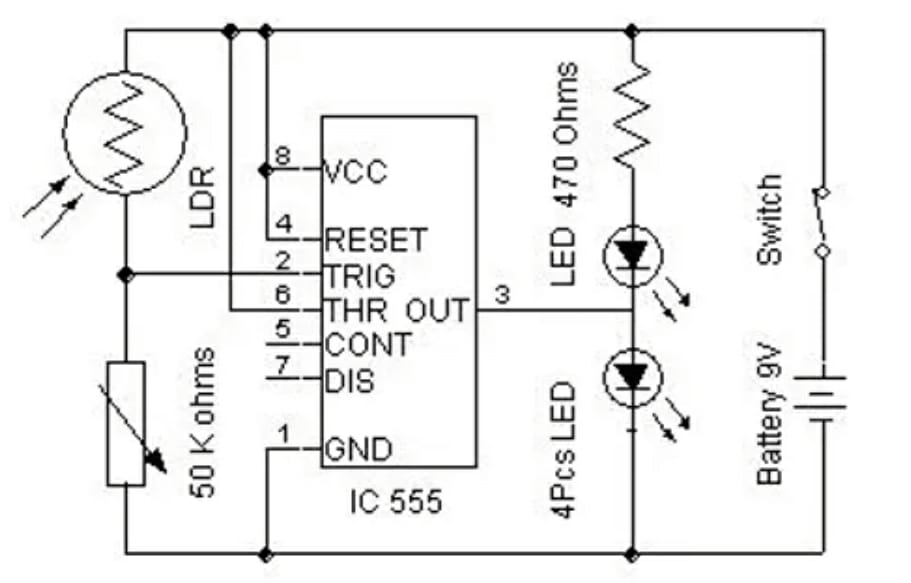 LDR
50 K ohms
8
VCC
4
RESET
2
TRIG
6
THR OUT
3
5
CONT
7
DIS
1
GND
IC 555
LED 470 Ohms
4Pcs LED
Switch
Battery 9V